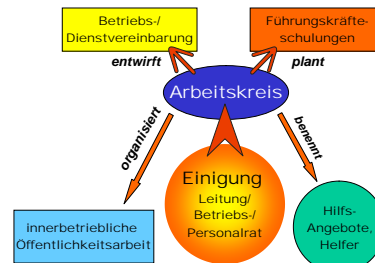 Betriebs-/
Dienstvereinbarung
Führungskräfte-
schulungen
entwirft
plant
Arbeitskreis
organisiert
benennt
Einigung
Leitung/
Betriebs-/
Personalrat
innerbetriebliche
Öffentlichkeitsarbeit
Hilfs-
Angebote,
Helfer